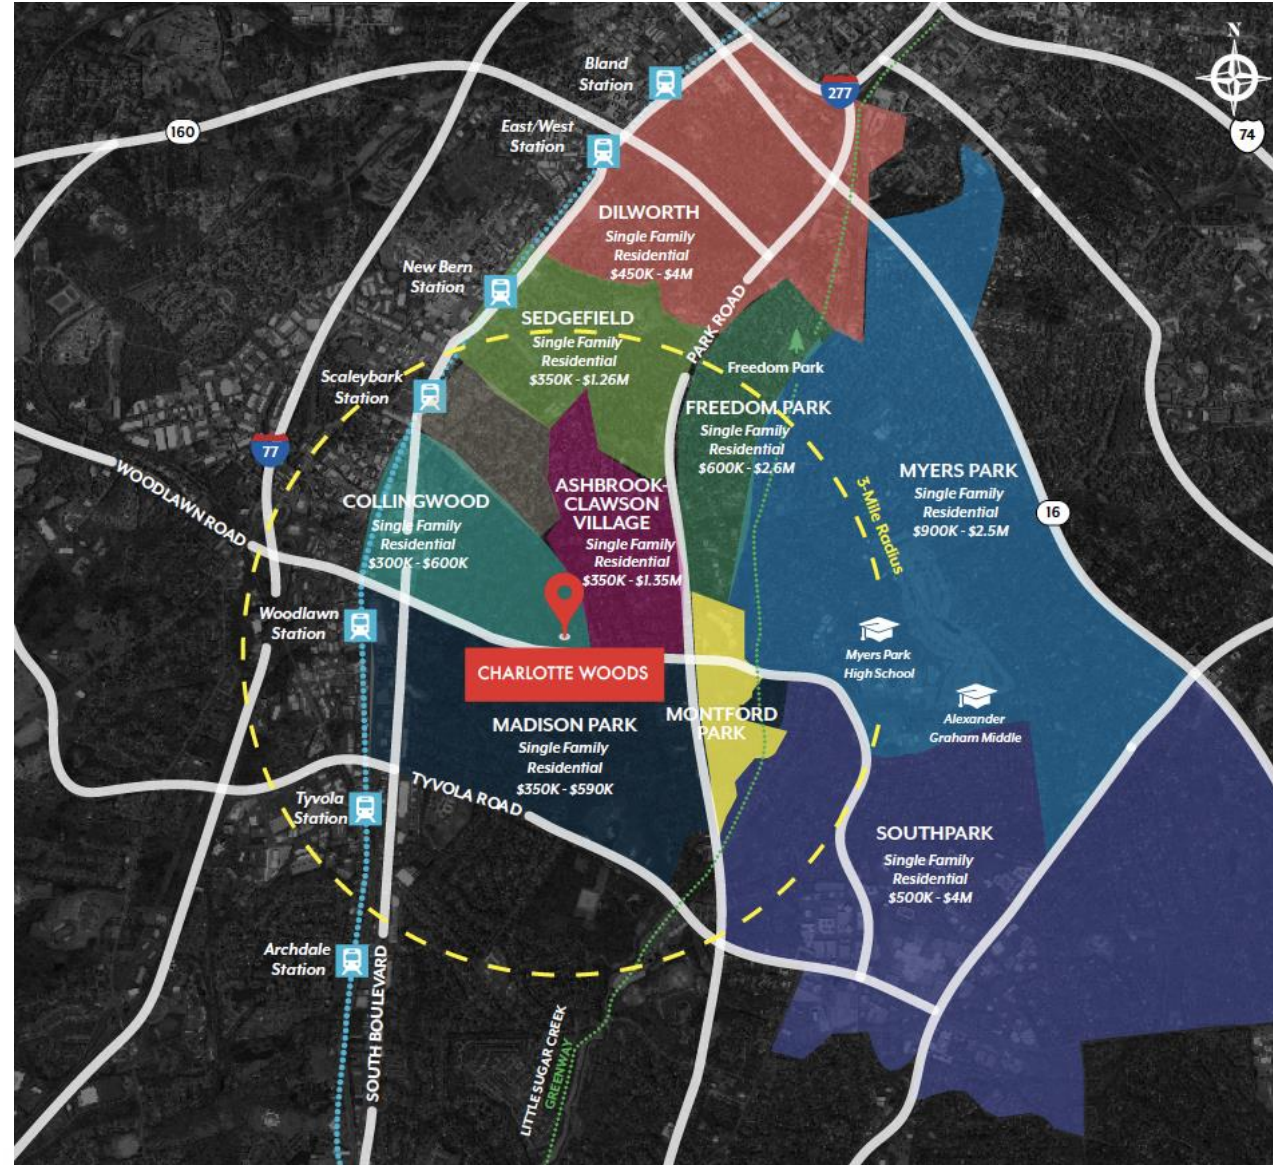 N
Bland
Station
277
74
160
East/West
Station
DILWORTH
Single Family
Residential
$450K - $4M
New Bern
Station
SEDGEFIELD
Single Family
Residential
$350K - $1.26M
PARK ROAD
Freedom Park
Scaleybark
Station
FREEDOM PARK
Single Family
Residential
$600K - $2.6M
77
WOODLAWN ROAD
COLLINGWOOD
Single Family
Residential
$300K - $600K
ASHBROOK-
CLAWSON
VILLAGE
Single Family
Residential
$350K - $1.35M
3-Mile Radius
MYERS PARK
Single Family
Residential
$900K - $2.5M
16
Woodlawn
Station
CHARLOTTE WOODS
Myers Park
High School
Alexander
Graham Middle
MADISON PARK
Single Family
Residential
$350K - $590K
MONTFORD
PARK
Tyvola
Station
TYVOLA ROAD
SOUTHPARK
Single Family
Residential
$500K - $4M
Archdale
Station
SOUTH BOULEVARD
LITTLE SUGAR CREEK
GREENWAY